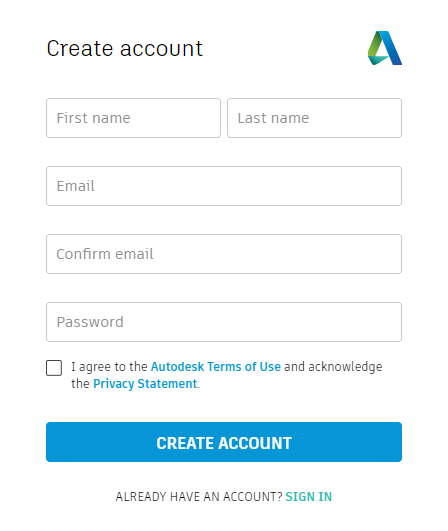 Create account
First name Last name
Email
Confirm email
Password
I agree to the Autodesk Terms of Use and acknowledge
the Privacy Statement.
CREATE ACCOUNT
ALREADY HAVE AN ACCOUNT? SIGN IN